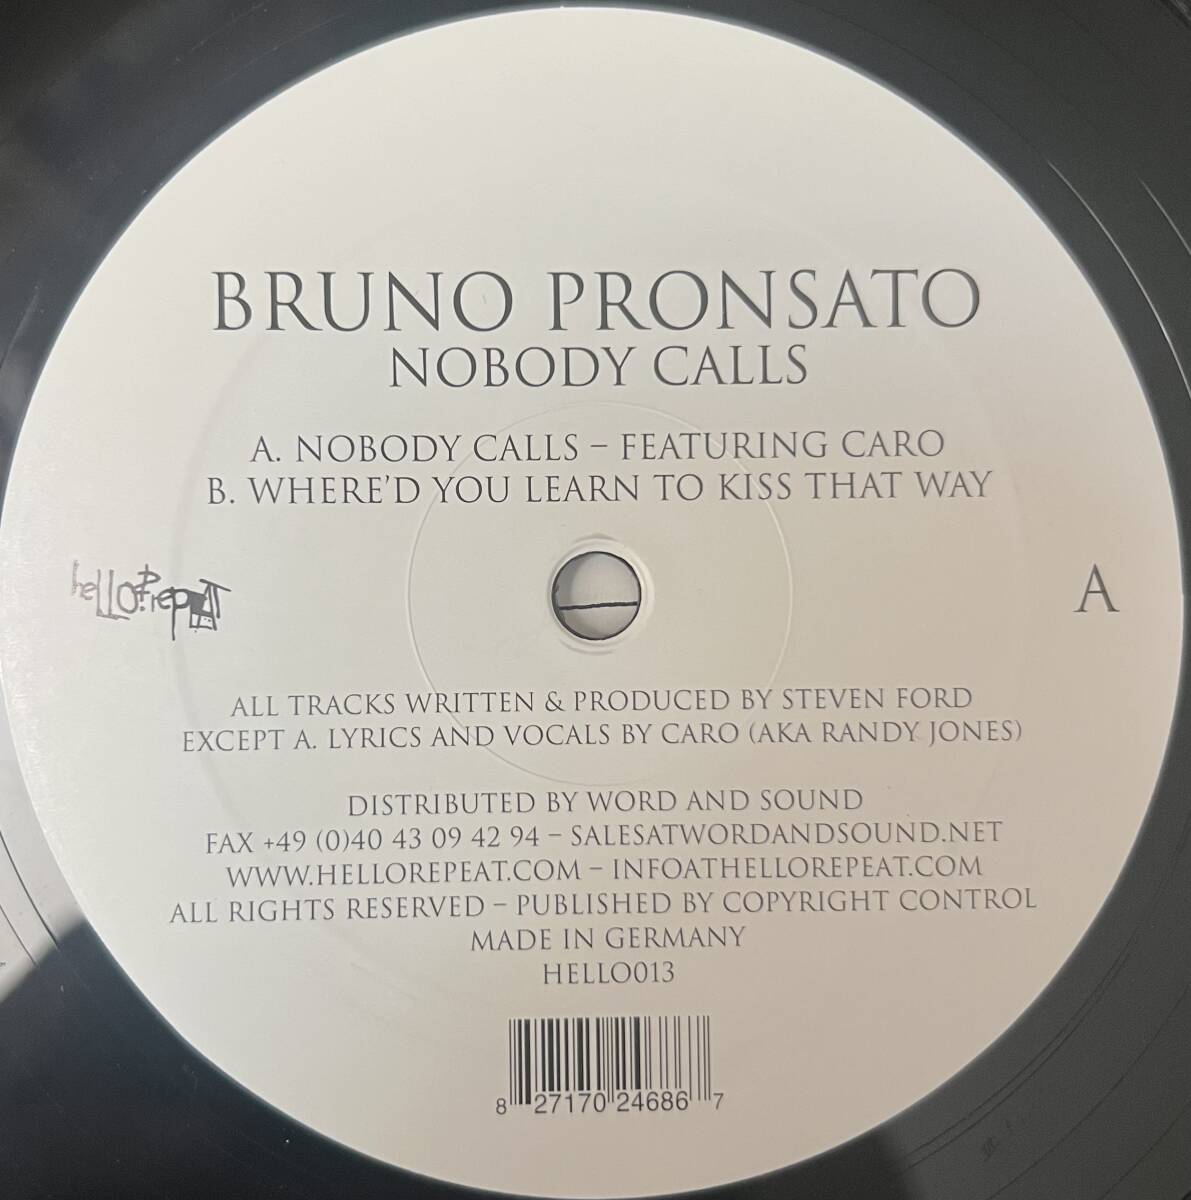 BRUNO PRONSATO
NOBODY CALLS
A. NOBODY CALLS – FEATURING CARO
B. WHERE'D YOU LEARN TO KISS THAT WAY
hello?repeat
A
ALL TRACKS WRITTEN & PRODUCED BY STEVEN FORD
EXCEPT A. LYRICS AND VOCALS BY CARO (AKA RANDY JONES)
DISTRIBUTED BY WORD AND SOUND
FAX +49 (0)40 43 09 42 94 – SALESATWORDANDSOUND.NET
WWW.HELLOREPEAT.COM – INFOATHELLOREPEAT.COM
ALL RIGHTS RESERVED – PUBLISHED BY COPYRIGHT CONTROL
MADE IN GERMANY
HELLO013
8 27170 24686 7